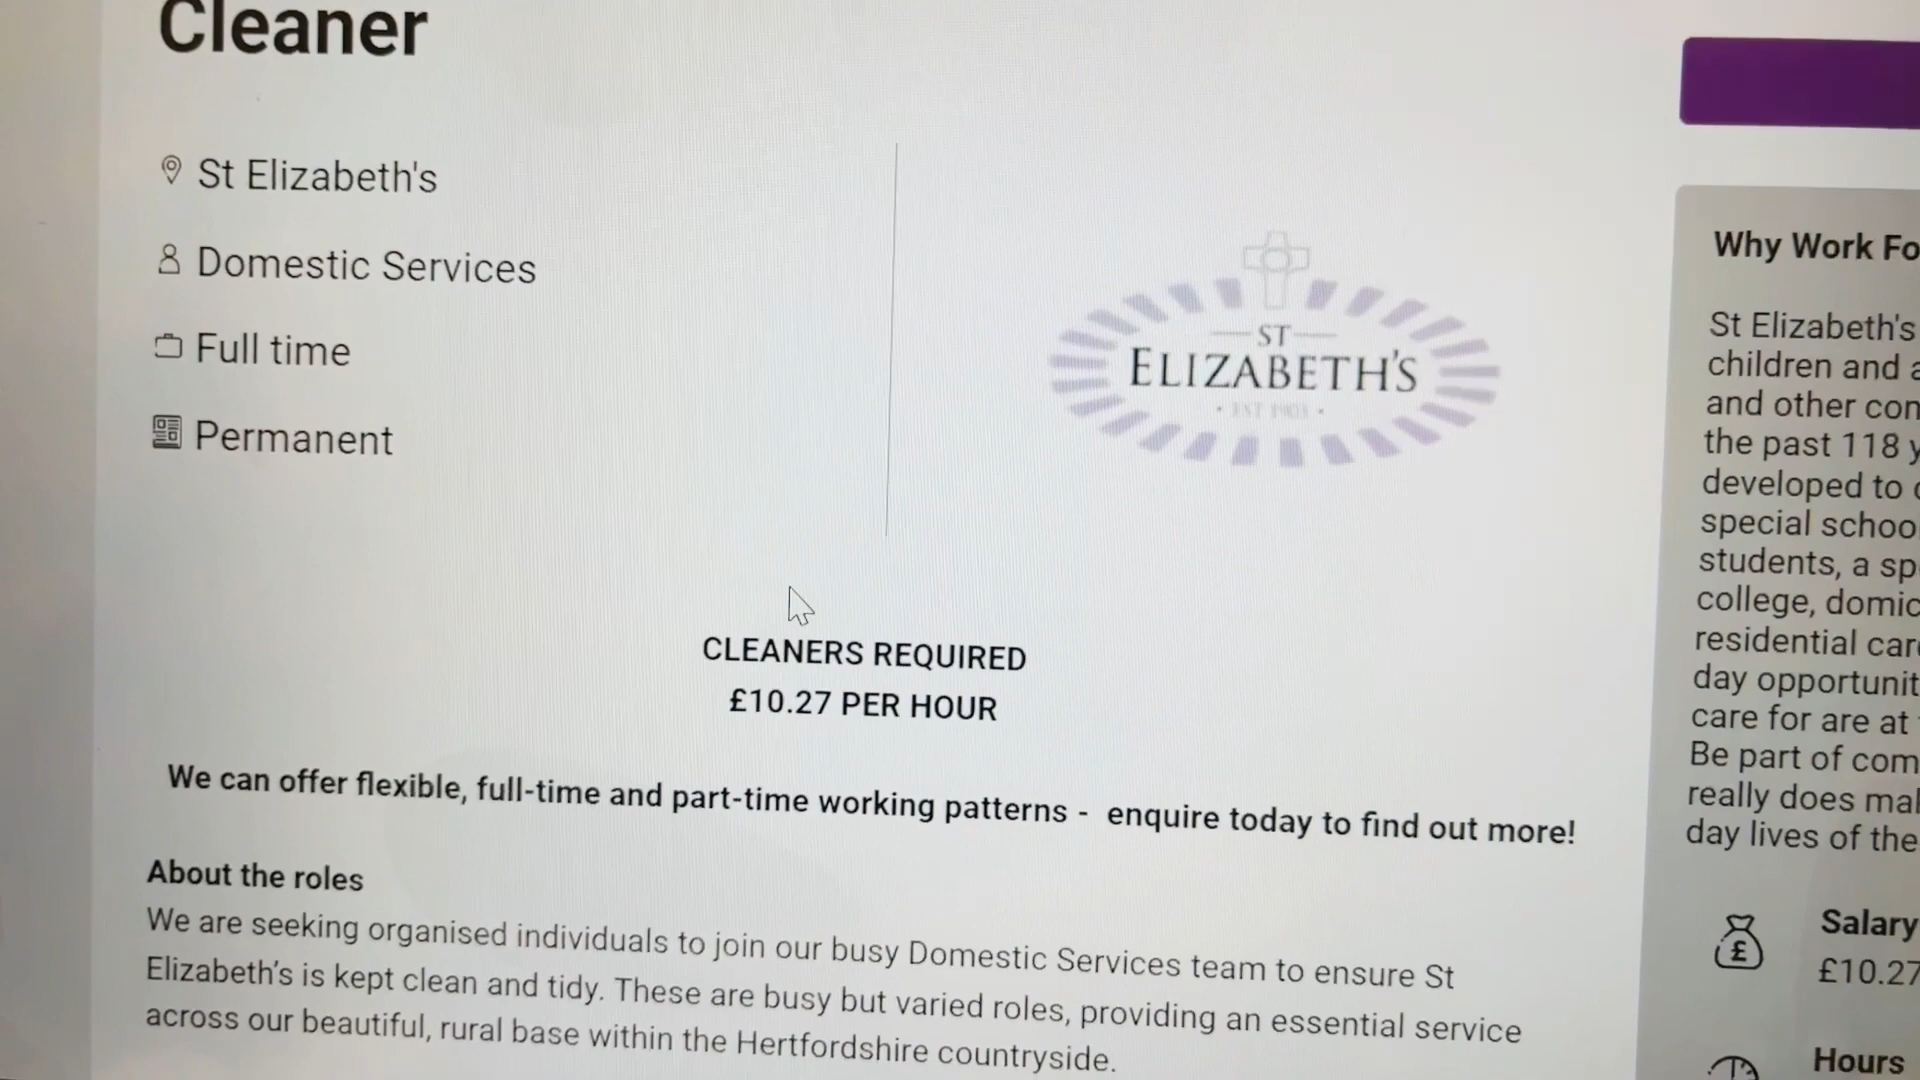 Cleaner
St Elizabeth's
Domestic Services
Full time
Permanent
ST
ELIZABETH'S
EST 1903
CLEANERS REQUIRED
£10.27 PER HOUR
We can offer flexible, full-time and part-time working patterns - enquire today to find out more!
About the roles
We are seeking organised individuals to join our busy Domestic Services team to ensure St
Elizabeth's is kept clean and tidy. These are busy but varied roles, providing an essential service
across our beautiful, rural base within the Hertfordshire countryside.
Why Work Fo
St Elizabeth's
children and a
and other con
the past 118 y
developed to
special schoo
students, a sp
college, domic
residential car
day opportunit
care for are at
Be part of com
really does mak
day lives of the
£
Salary
£10.27
Hours